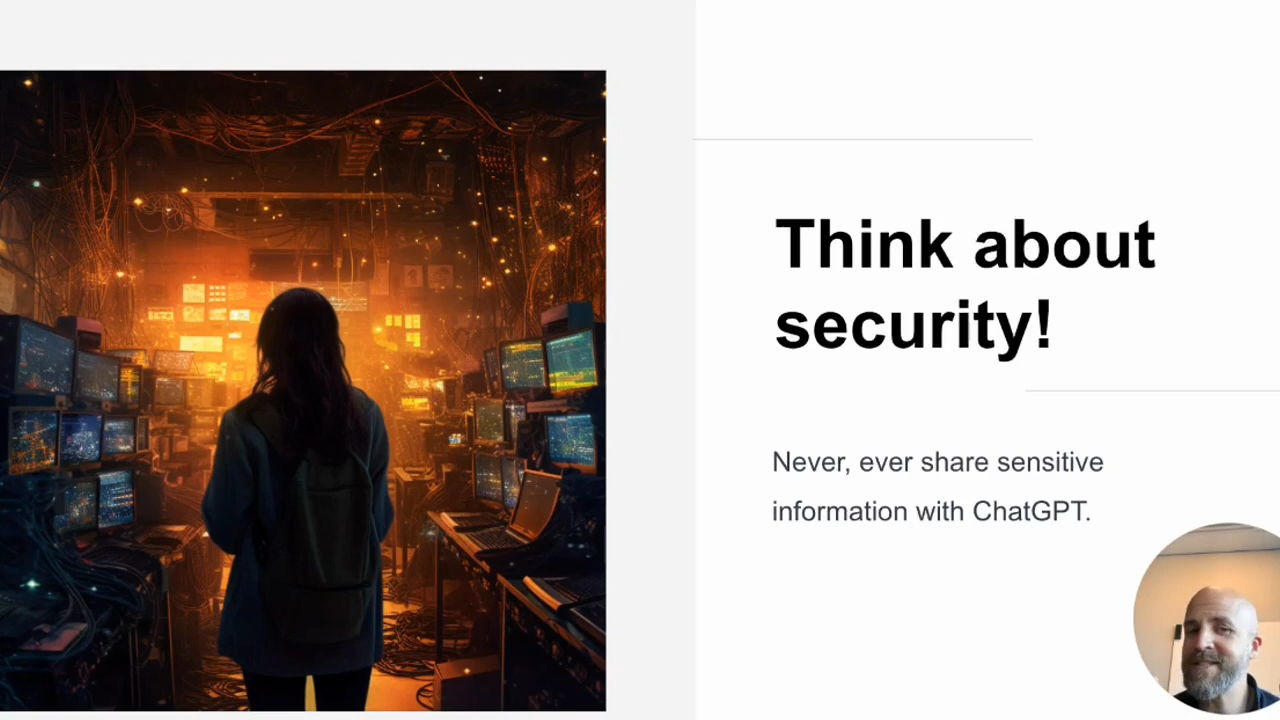 Think about
security!
Never, ever share sensitive
information with ChatGPT.